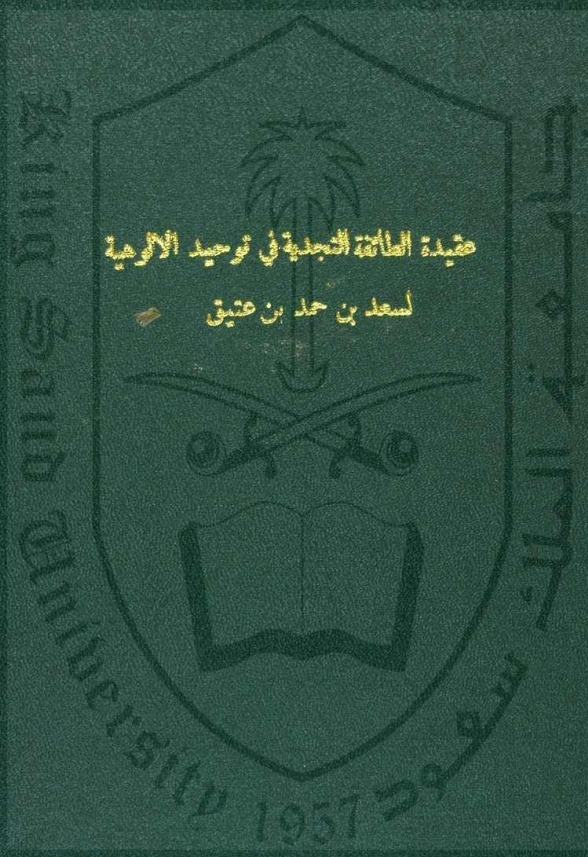 عقيدة الطائفة النجدية في توحيد الالوهية
لسعد بن حمد بن عتيق
King Saud University 1957
جامعة الملك سعود